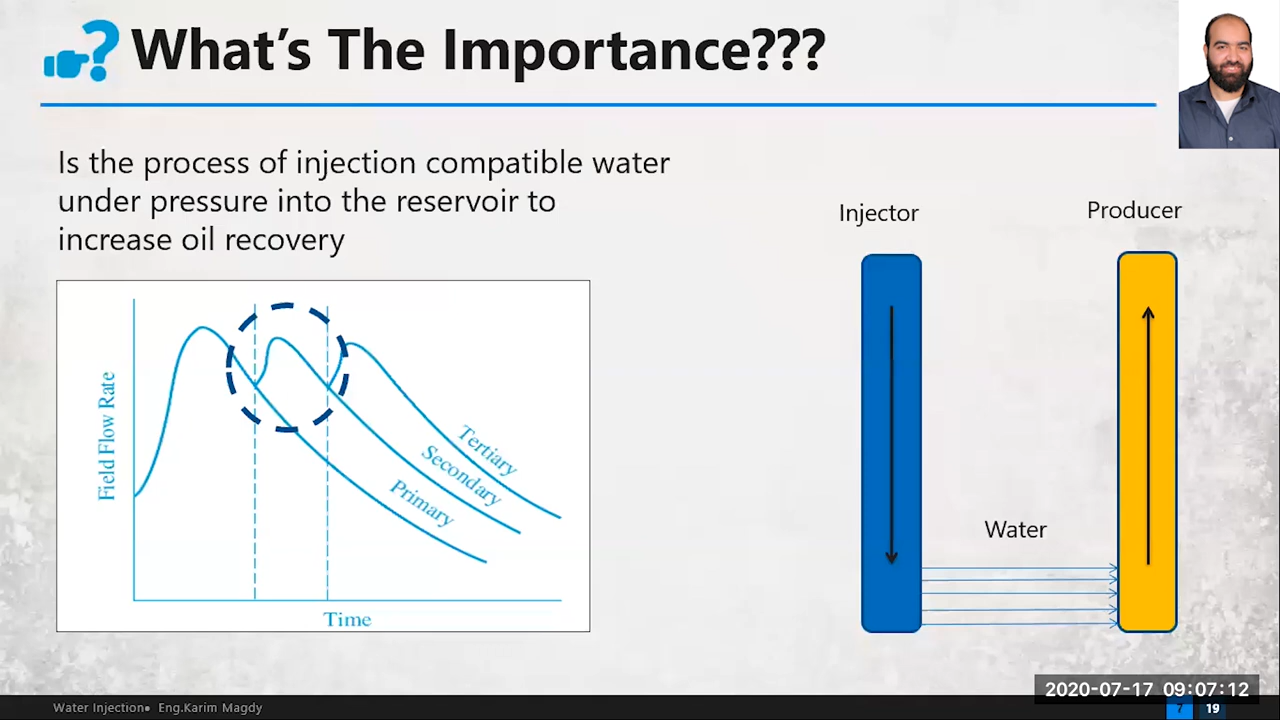 What's The Importance???
Is the process of injection compatible water
under pressure into the reservoir to
increase oil recovery
Field Flow Rate
Tertiary
Secondary
Primary
Time
Injector
Producer
Water
2020-07-17 09:07:12
Water Injection• Eng.Karim Magdy
7
19